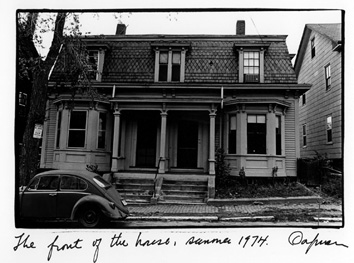 The front of the house, summer 1974.